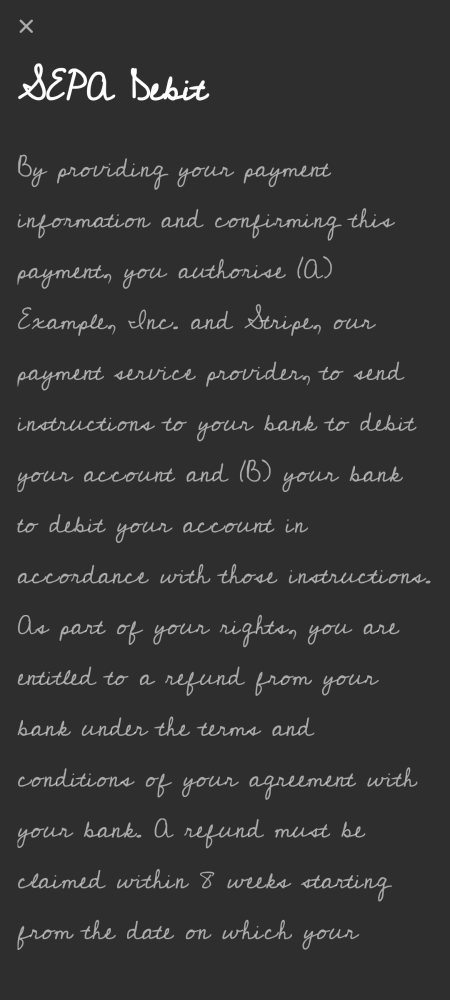 SEPA Debit
By providing your payment
information and confirming this
payment, you authorise (A)
Example, Inc. and Stripe, our
payment service provider, to send
instructions to your bank to debit
your account and (B) your bank
to debit your account in
accordance with those instructions.
As part of your rights, you are
entitled to a refund from your
bank under the terms and
conditions of your agreement with
your bank. A refund must be
claimed within 8 weeks starting
from the date on which your